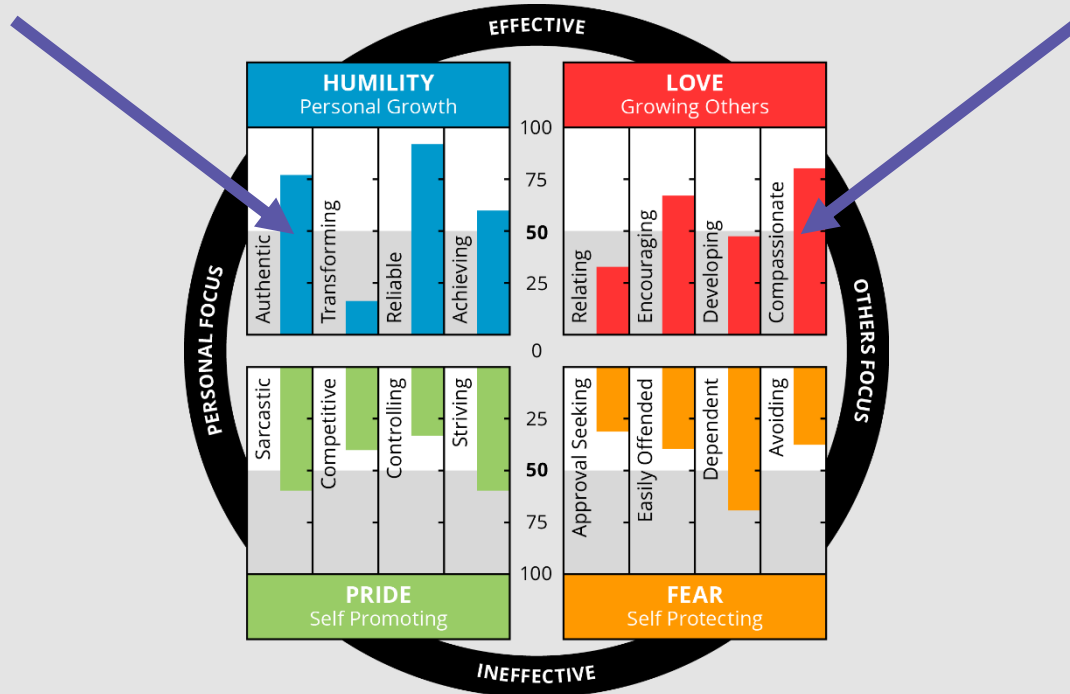 EFFECTIVE
HUMILITY
Personal Growth
LOVE
Growing Others
100
75
50
25
0
Authentic
Transforming
Reliable
Achieving
Relating
Encouraging
Developing
Compassionate
PERSONAL FOCUS
OTHERS FOCUS
Sarcastic
Competitive
Controlling
Striving
25
50
75
100
Approval Seeking
Easily Offended
Dependent
Avoiding
PRIDE
Self Promoting
FEAR
Self Protecting
INEFFECTIVE